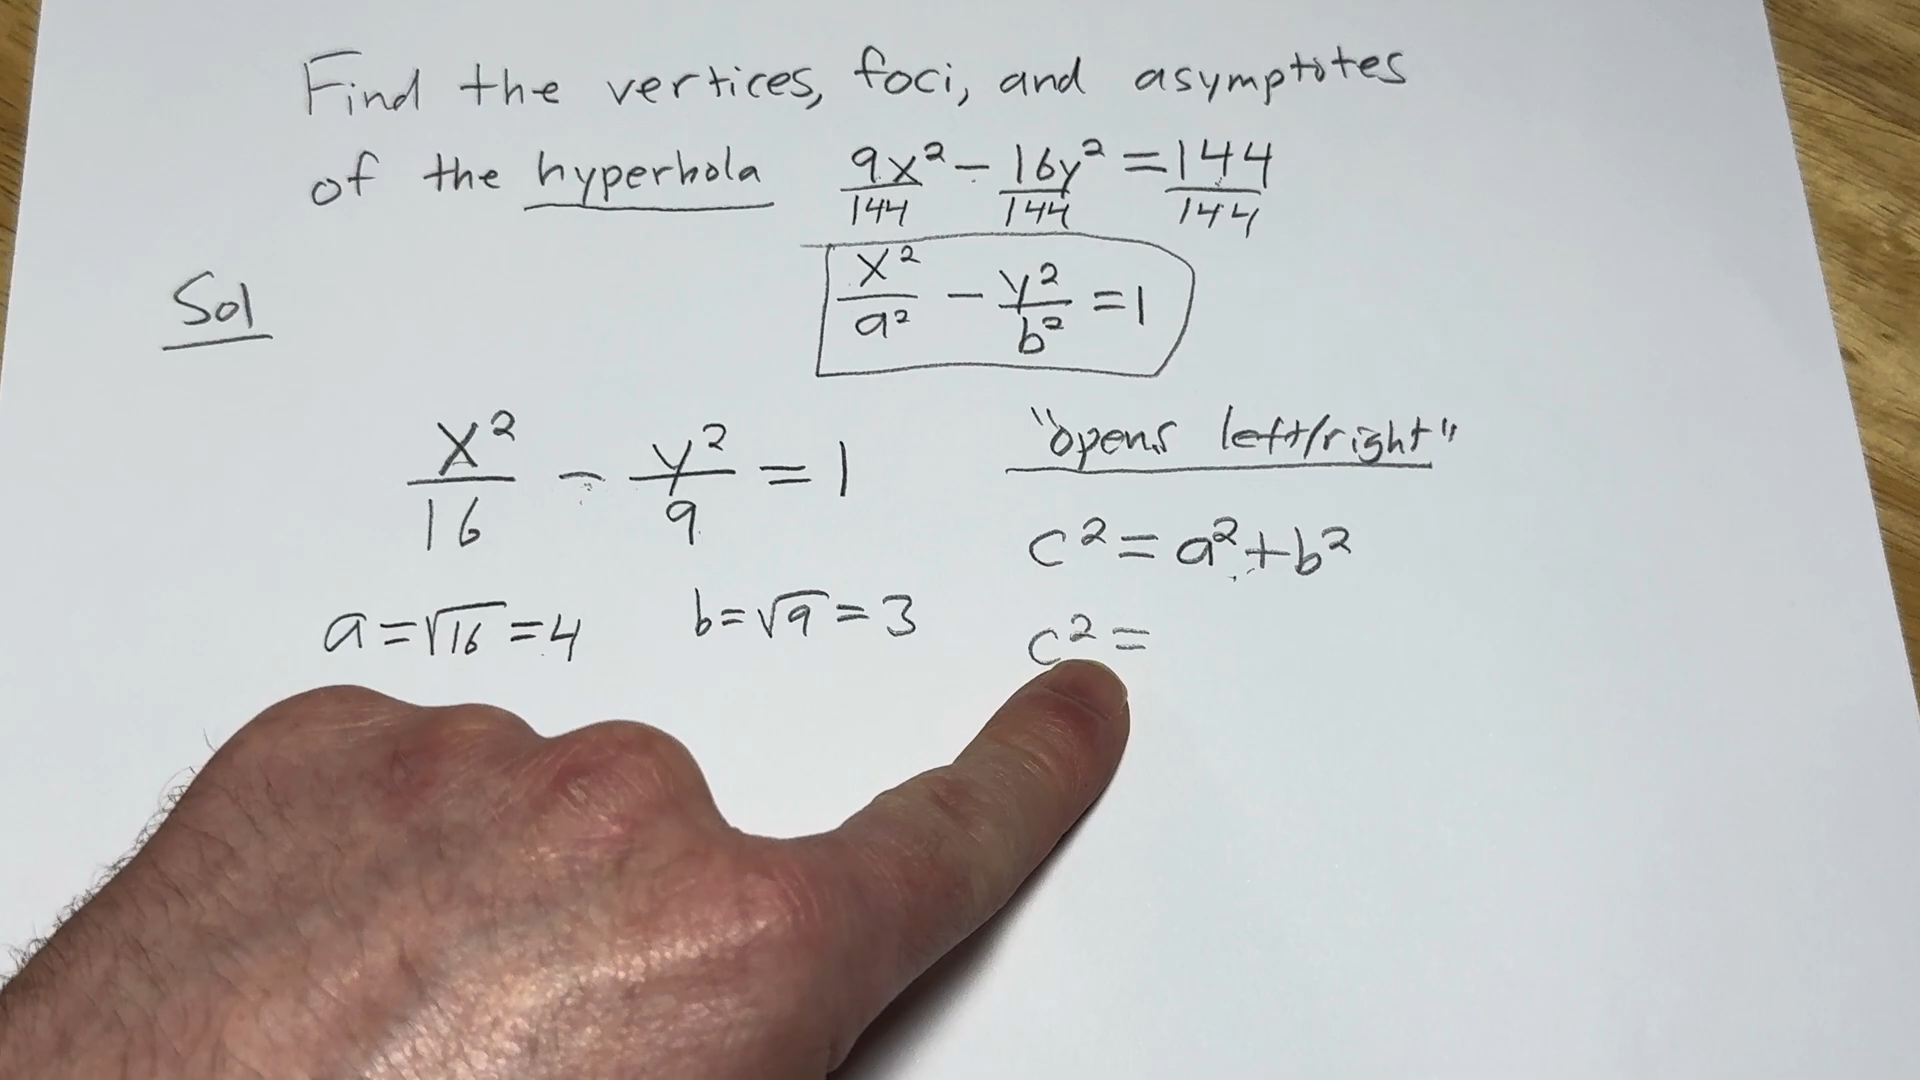 Find the vertices, foci, and asymptotes
of the hyperbola 9x²/144 - 16y²/144 = 144/144
x²/a² - y²/b² = 1
Sol
x²/16 - y²/9 = 1
"opens left/right"
a = √16 = 4 b = √9 = 3
c² = a² + b²
c² =